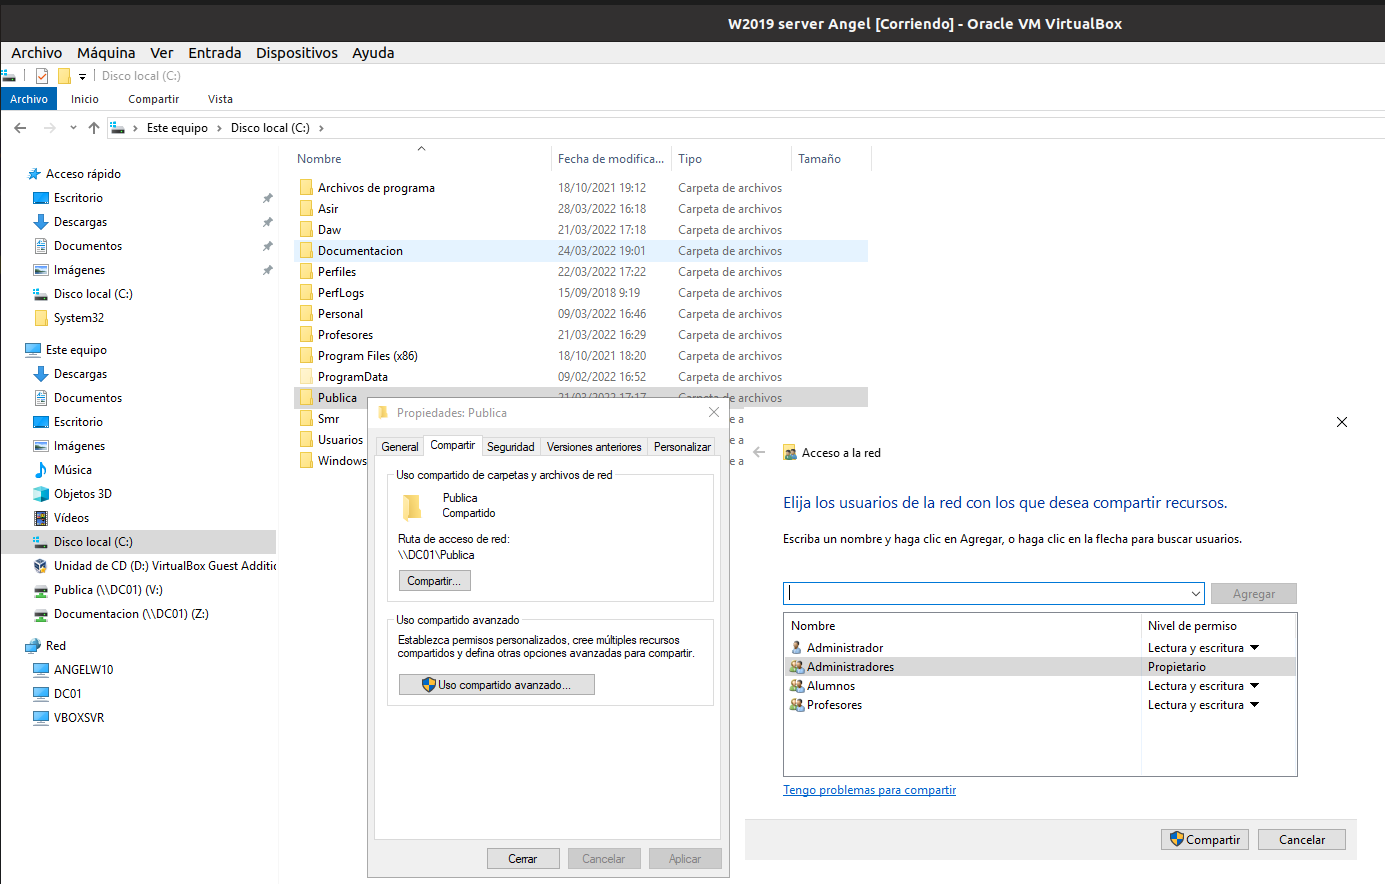 W2019 server Angel [Corriendo] - Oracle VM VirtualBox
Archivo Máquina Ver Entrada Dispositivos Ayuda
Disco local (C:)
Archivo Inicio Compartir Vista
Este equipo > Disco local (C:) >
Acceso rápido
Escritorio
Descargas
Documentos
Imágenes
Disco local (C:)
System32
Este equipo
Descargas
Documentos
Escritorio
Imágenes
Música
Objetos 3D
Vídeos
Disco local (C:)
Unidad de CD (D:) VirtualBox Guest Additic
Publica (\\DC01) (V:)
Documentacion (\\DC01) (Z:)
Red
ANGELW10
DC01
VBOXSVR
Nombre Fecha de modifica... Tipo Tamaño
Archivos de programa 18/10/2021 19:12 Carpeta de archivos
Asir 28/03/2022 16:18 Carpeta de archivos
Daw 21/03/2022 17:18 Carpeta de archivos
Documentacion 24/03/2022 19:01 Carpeta de archivos
Perfiles 22/03/2022 17:22 Carpeta de archivos
PerfLogs 15/09/2018 9:19 Carpeta de archivos
Personal 09/03/2022 16:46 Carpeta de archivos
Profesores 21/03/2022 16:29 Carpeta de archivos
Program Files (x86) 18/10/2021 18:20 Carpeta de archivos
ProgramData 09/02/2022 16:52 Carpeta de archivos
Publica 21/03/2022 17:17 Carpeta de archivos
Smr e a
Usuarios e a
Windows e a
Propiedades: Publica
General Compartir Seguridad Versiones anteriores Personalizar
Uso compartido de carpetas y archivos de red
Publica
Compartido
Ruta de acceso de red:
\\DC01\Publica
Compartir...
Uso compartido avanzado
Establezca permisos personalizados, cree múltiples recursos
compartidos y defina otras opciones avanzadas para compartir.
Uso compartido avanzado...
Cerrar Cancelar Aplicar
Acceso a la red
Elija los usuarios de la red con los que desea compartir recursos.
Escriba un nombre y haga clic en Agregar, o haga clic en la flecha para buscar usuarios.
Agregar
Nombre Nivel de permiso
Administrador Lectura y escritura
Administradores Propietario
Alumnos Lectura y escritura
Profesores Lectura y escritura
Tengo problemas para compartir
Compartir Cancelar